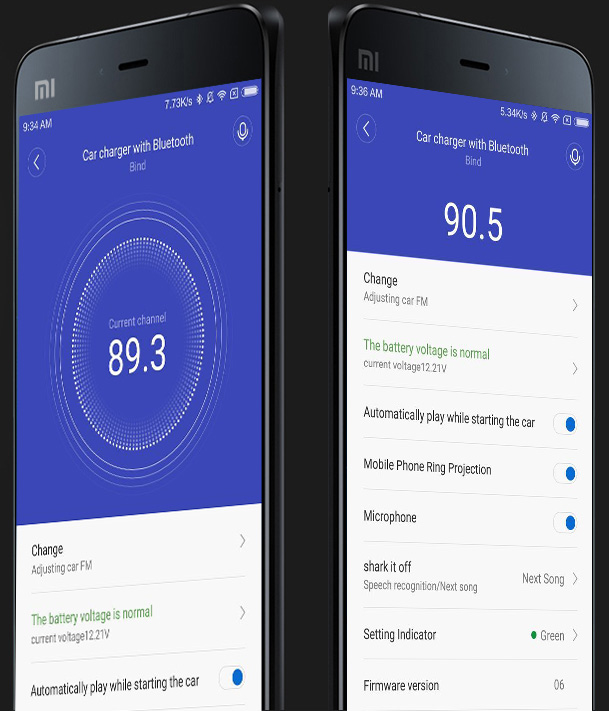 MI
7.73K/s
9:34 AM
Car charger with Bluetooth
Bind
Current channel
89.3
Change
Adjusting car FM
The battery voltage is normal
current voltage12.21V
Automatically play while starting the car
MI
9:36 AM
5.34K/s
Car charger with Bluetooth
Bind
90.5
Change
Adjusting car FM
The battery voltage is normal
current voltage12.21V
Automatically play while starting the car
Mobile Phone Ring Projection
Microphone
shark it off
Speech recognition/Next song
Next Song
Setting Indicator
Green
Firmware version
06